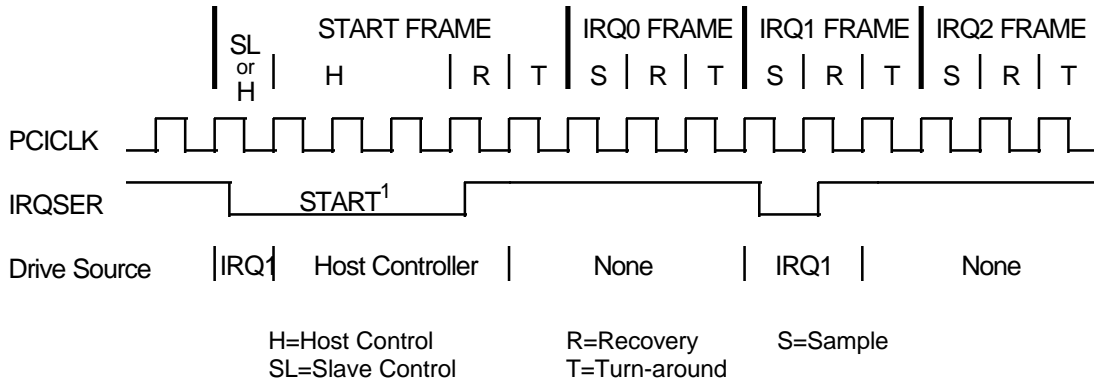 START FRAME IRQ0 FRAME IRQ1 FRAME IRQ2 FRAME
SL
or
H
H R T S R T S R T S R T
PCICLK
IRQSER START1
Drive Source IRQ1 Host Controller None IRQ1 None
H=Host Control R=Recovery S=Sample
SL=Slave Control T=Turn-around